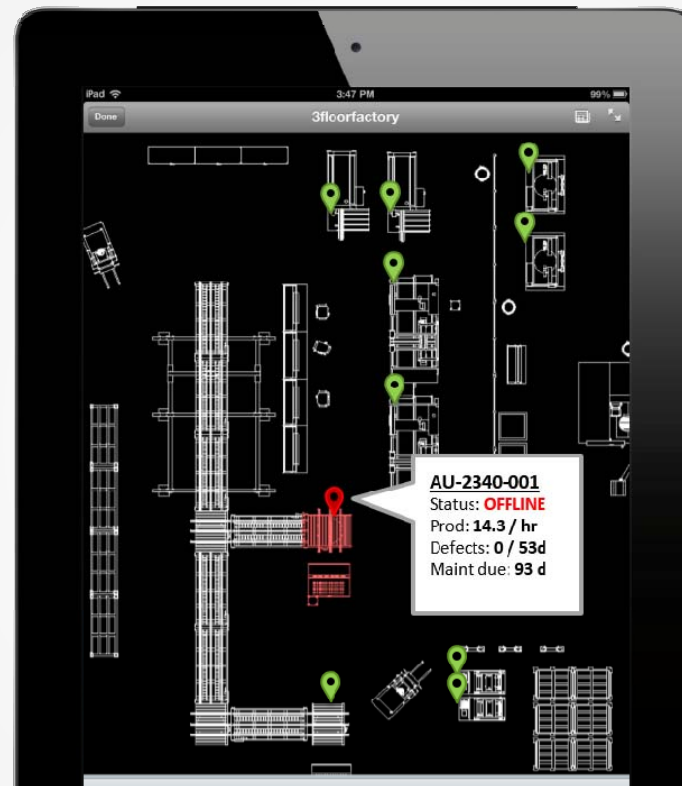 iPad 3:47 PM 99%
Done 3floorfactory
AU-2340-001
Status: OFFLINE
Prod: 14.3 / hr
Defects: 0 / 53d
Maint due: 93 d